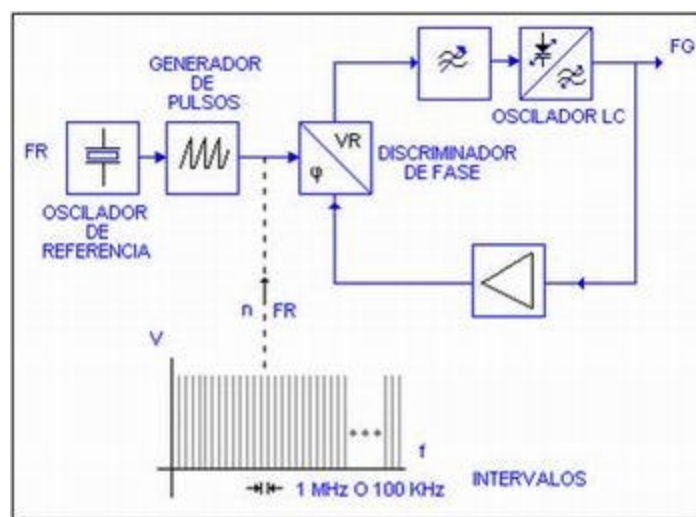 GENERADOR
DE
PULSOS
FG
OSCILADOR LC
FR
VR
φ
DISCRIMINADOR
DE FASE
OSCILADOR
DE
REFERENCIA
n FR
V
f
1 MHz O 100 KHz
INTERVALOS